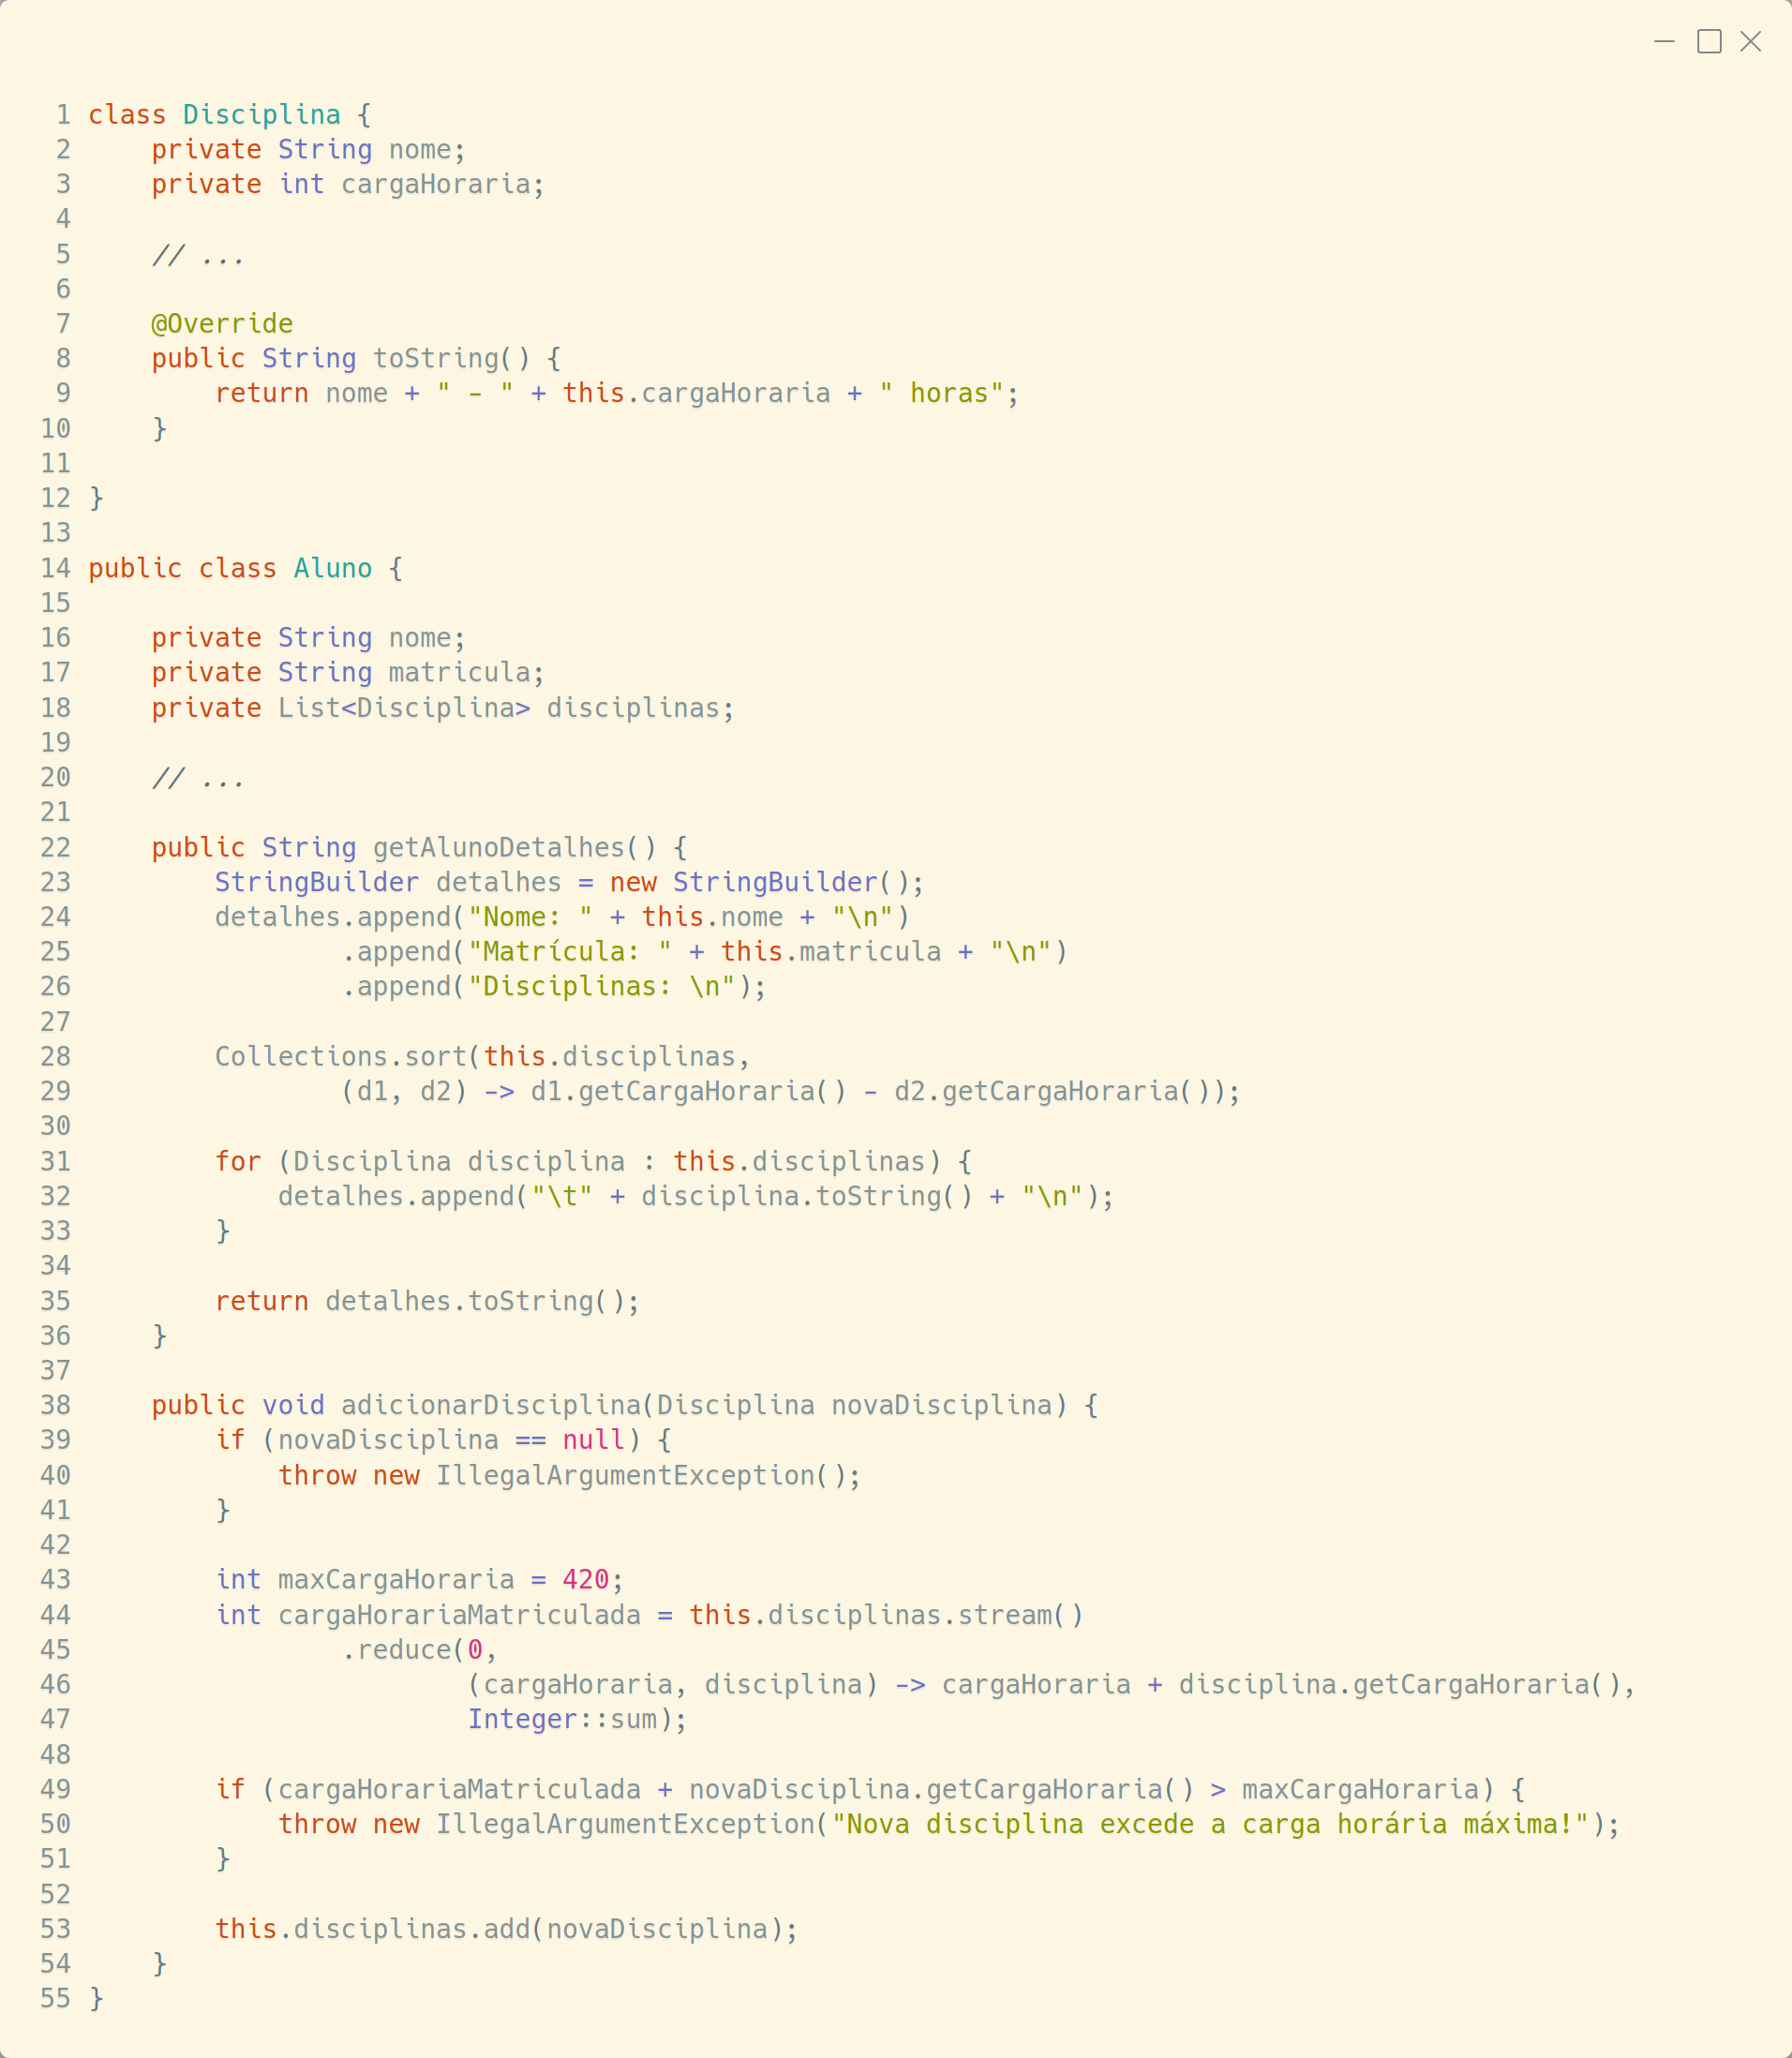 1 class Disciplina {
2     private String nome;
3     private int cargaHoraria;
4
5     // ...
6
7     @Override
8     public String toString() {
9         return nome + " - " + this.cargaHoraria + " horas";
10     }
11
12 }
13
14 public class Aluno {
15
16     private String nome;
17     private String matricula;
18     private List<Disciplina> disciplinas;
19
20     // ...
21
22     public String getAlunoDetalhes() {
23         StringBuilder detalhes = new StringBuilder();
24         detalhes.append("Nome: " + this.nome + "\n")
25                 .append("Matrícula: " + this.matricula + "\n")
26                 .append("Disciplinas: \n");
27
28         Collections.sort(this.disciplinas,
29                 (d1, d2) -> d1.getCargaHoraria() - d2.getCargaHoraria());
30
31         for (Disciplina disciplina : this.disciplinas) {
32             detalhes.append("\t" + disciplina.toString() + "\n");
33         }
34
35         return detalhes.toString();
36     }
37
38     public void adicionarDisciplina(Disciplina novaDisciplina) {
39         if (novaDisciplina == null) {
40             throw new IllegalArgumentException();
41         }
42
43         int maxCargaHoraria = 420;
44         int cargaHorariaMatriculada = this.disciplinas.stream()
45                 .reduce(0,
46                         (cargaHoraria, disciplina) -> cargaHoraria + disciplina.getCargaHoraria(),
47                         Integer::sum);
48
49         if (cargaHorariaMatriculada + novaDisciplina.getCargaHoraria() > maxCargaHoraria) {
50             throw new IllegalArgumentException("Nova disciplina excede a carga horária máxima!");
51         }
52
53         this.disciplinas.add(novaDisciplina);
54     }
55 }